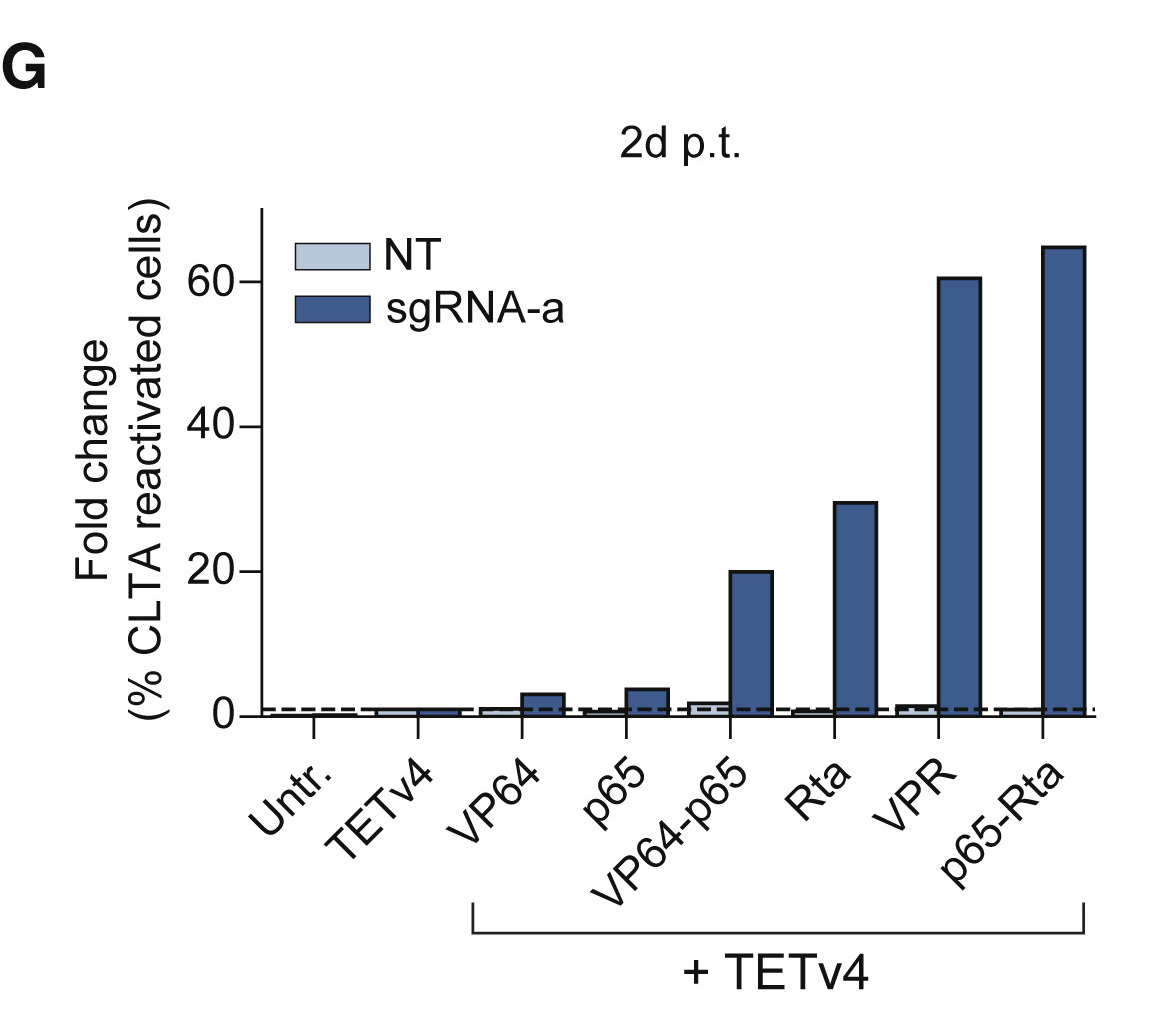 G
2d p.t.
Fold change
(% CLTA reactivated cells)
NT
sgRNA-a
60
40
20
0
Untr.
TETv4
VP64
p65
VP64-p65
Rta
VPR
p65-Rta
+ TETv4